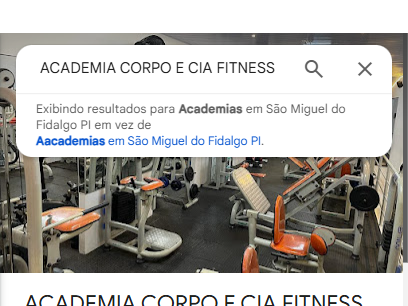 ACADEMIA CORPO E CIA FITNESS
Exibindo resultados para Academias em São Miguel do
Fidalgo PI em vez de
Aacademias em São Miguel do Fidalgo PI.
ACADEMIA CORPO E CIA FITNESS